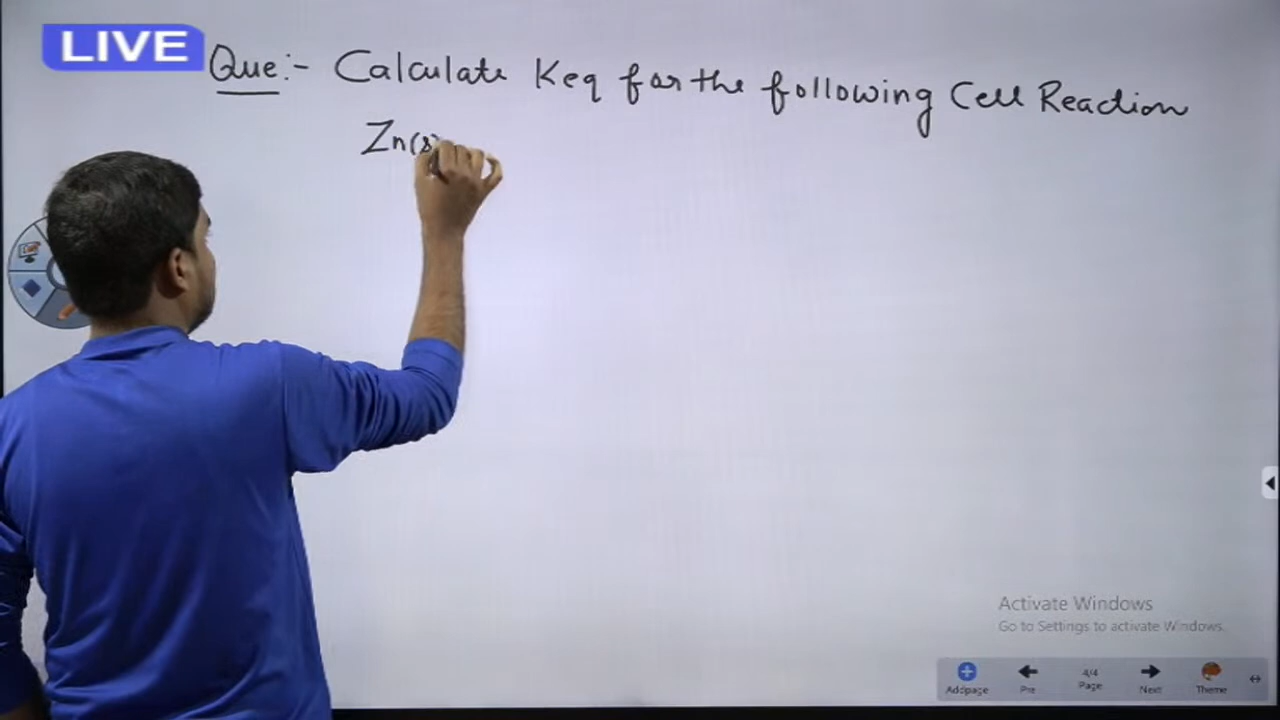 LIVE
Que:- Calculate Keq for the following Cell Reaction
Zn(s)
Activate Windows
Go to Settings to activate Windows.
Addpage Pre 4/4 Page Next Theme